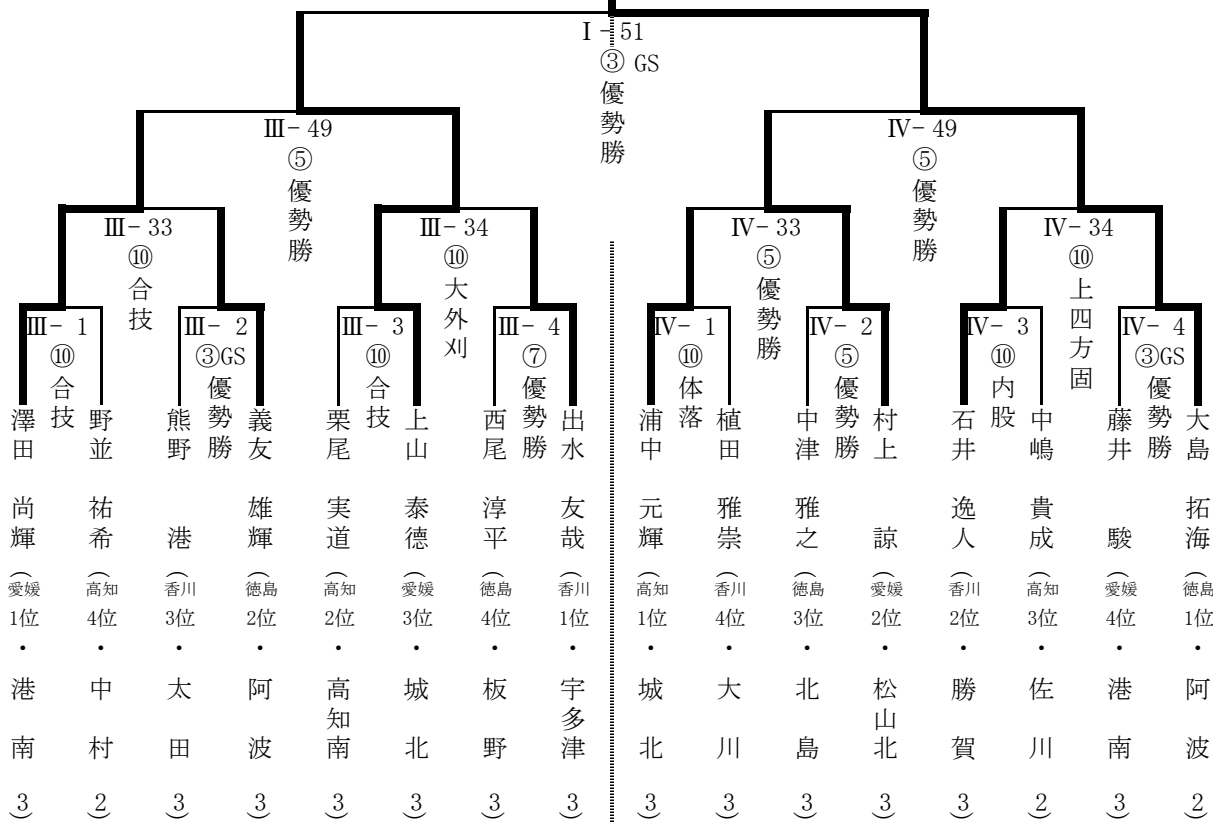 Ⅰ-51
③ GS
優勢勝
Ⅲ-49
⑤
優勢勝
Ⅳ-49
⑤
優勢勝
Ⅲ-33
⑩
合技
Ⅲ-34
⑩
大外刈
Ⅳ-33
⑤
優勢勝
Ⅳ-34
⑩
上四方固
Ⅲ- 1
⑩
合技
Ⅲ- 2
③GS
優勢勝
Ⅲ- 3
⑩
合技
Ⅲ- 4
⑦
優勢勝
Ⅳ- 1
⑩
体落
Ⅳ- 2
⑤
優勢勝
Ⅳ- 3
⑩
内股
Ⅳ- 4
③GS
優勢勝
澤田 尚輝(愛媛1位・港南3)
野並 祐希(高知4位・中村2)
熊野 港(香川3位・太田3)
義友 雄輝(徳島2位・阿波3)
栗尾 実道(高知2位・高知南3)
上山 泰徳(愛媛3位・城北3)
西尾 淳平(徳島4位・板野3)
出水 友哉(香川1位・宇多津3)
浦中 元輝(高知1位・城北3)
植田 雅崇(香川4位・大川3)
中津 雅之(徳島3位・北島3)
村上 諒(愛媛2位・松山北3)
石井 逸人(香川2位・勝賀3)
中嶋 貴成(高知3位・佐川2)
藤井 駿(愛媛4位・港南3)
大島 拓海(徳島1位・阿波2)